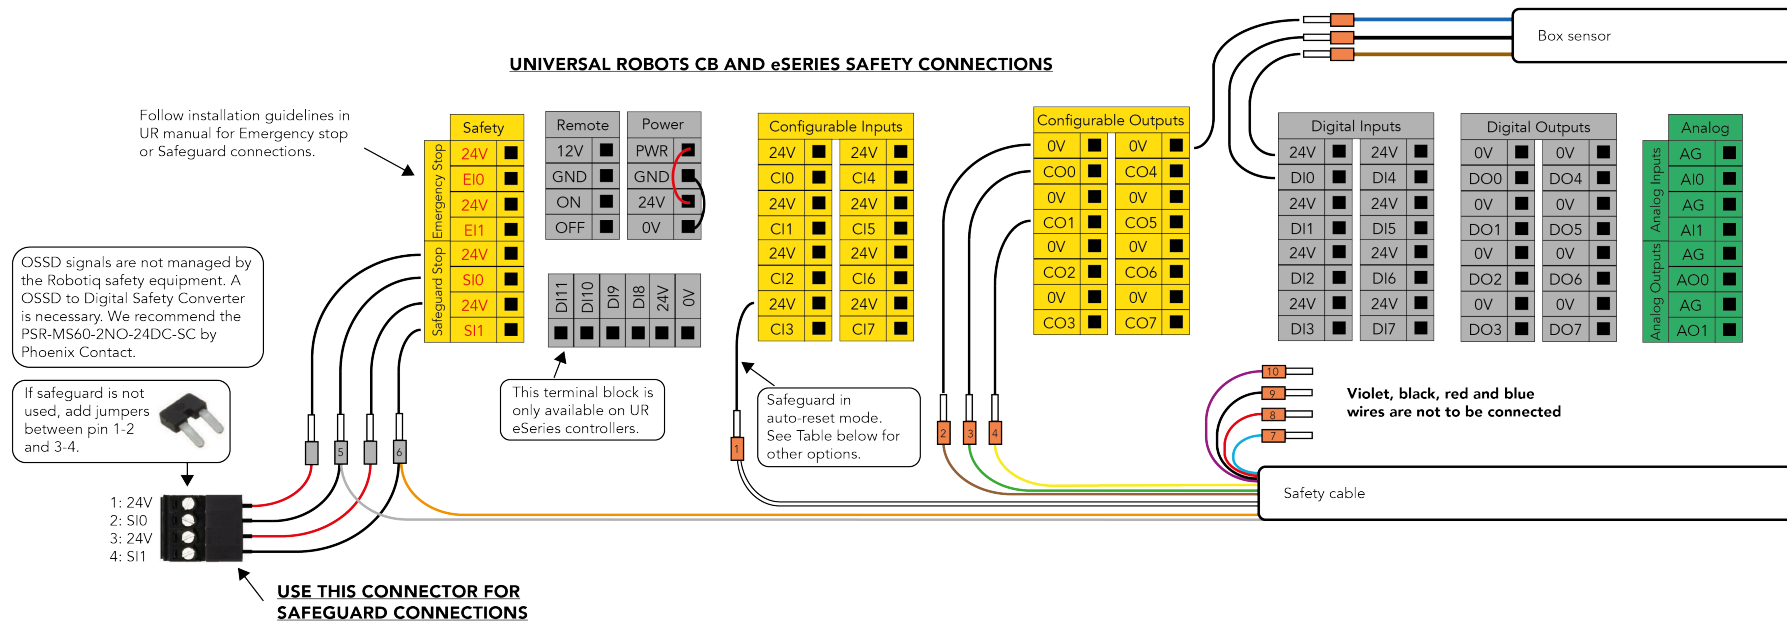 UNIVERSAL ROBOTS CB AND eSERIES SAFETY CONNECTIONS
Box sensor
Follow installation guidelines in
UR manual for Emergency stop
or Safeguard connections.
Safety
Emergency Stop
24V
EI0
24V
EI1
Safeguard Stop
24V
SI0
24V
SI1
Remote
12V
GND
ON
OFF
Power
PWR
GND
24V
0V
DI11
DI10
DI9
DI8
24V
0V
Configurable Inputs
24V 24V
CI0 CI4
24V 24V
CI1 CI5
24V 24V
CI2 CI6
24V 24V
CI3 CI7
Configurable Outputs
0V 0V
CO0 CO4
0V 0V
CO1 CO5
0V 0V
CO2 CO6
0V 0V
CO3 CO7
Digital Inputs
24V 24V
DI0 DI4
24V 24V
DI1 DI5
24V 24V
DI2 DI6
24V 24V
DI3 DI7
Digital Outputs
0V 0V
DO0 DO4
0V 0V
DO1 DO5
0V 0V
DO2 DO6
0V 0V
DO3 DO7
Analog
Analog Inputs
AG
AI0
AG
AI1
Analog Outputs
AG
AO0
AG
AO1
OSSD signals are not managed by
the Robotiq safety equipment. A
OSSD to Digital Safety Converter
is necessary. We recommend the
PSR-MS60-2NO-24DC-SC by
Phoenix Contact.
If safeguard is not
used, add jumpers
between pin 1-2
and 3-4.
This terminal block is
only available on UR
eSeries controllers.
Safeguard in
auto-reset mode.
See Table below for
other options.
5
6
1
2
3
4
10
9
8
7
Violet, black, red and blue
wires are not to be connected
Safety cable
1: 24V
2: SI0
3: 24V
4: SI1
USE THIS CONNECTOR FOR
SAFEGUARD CONNECTIONS